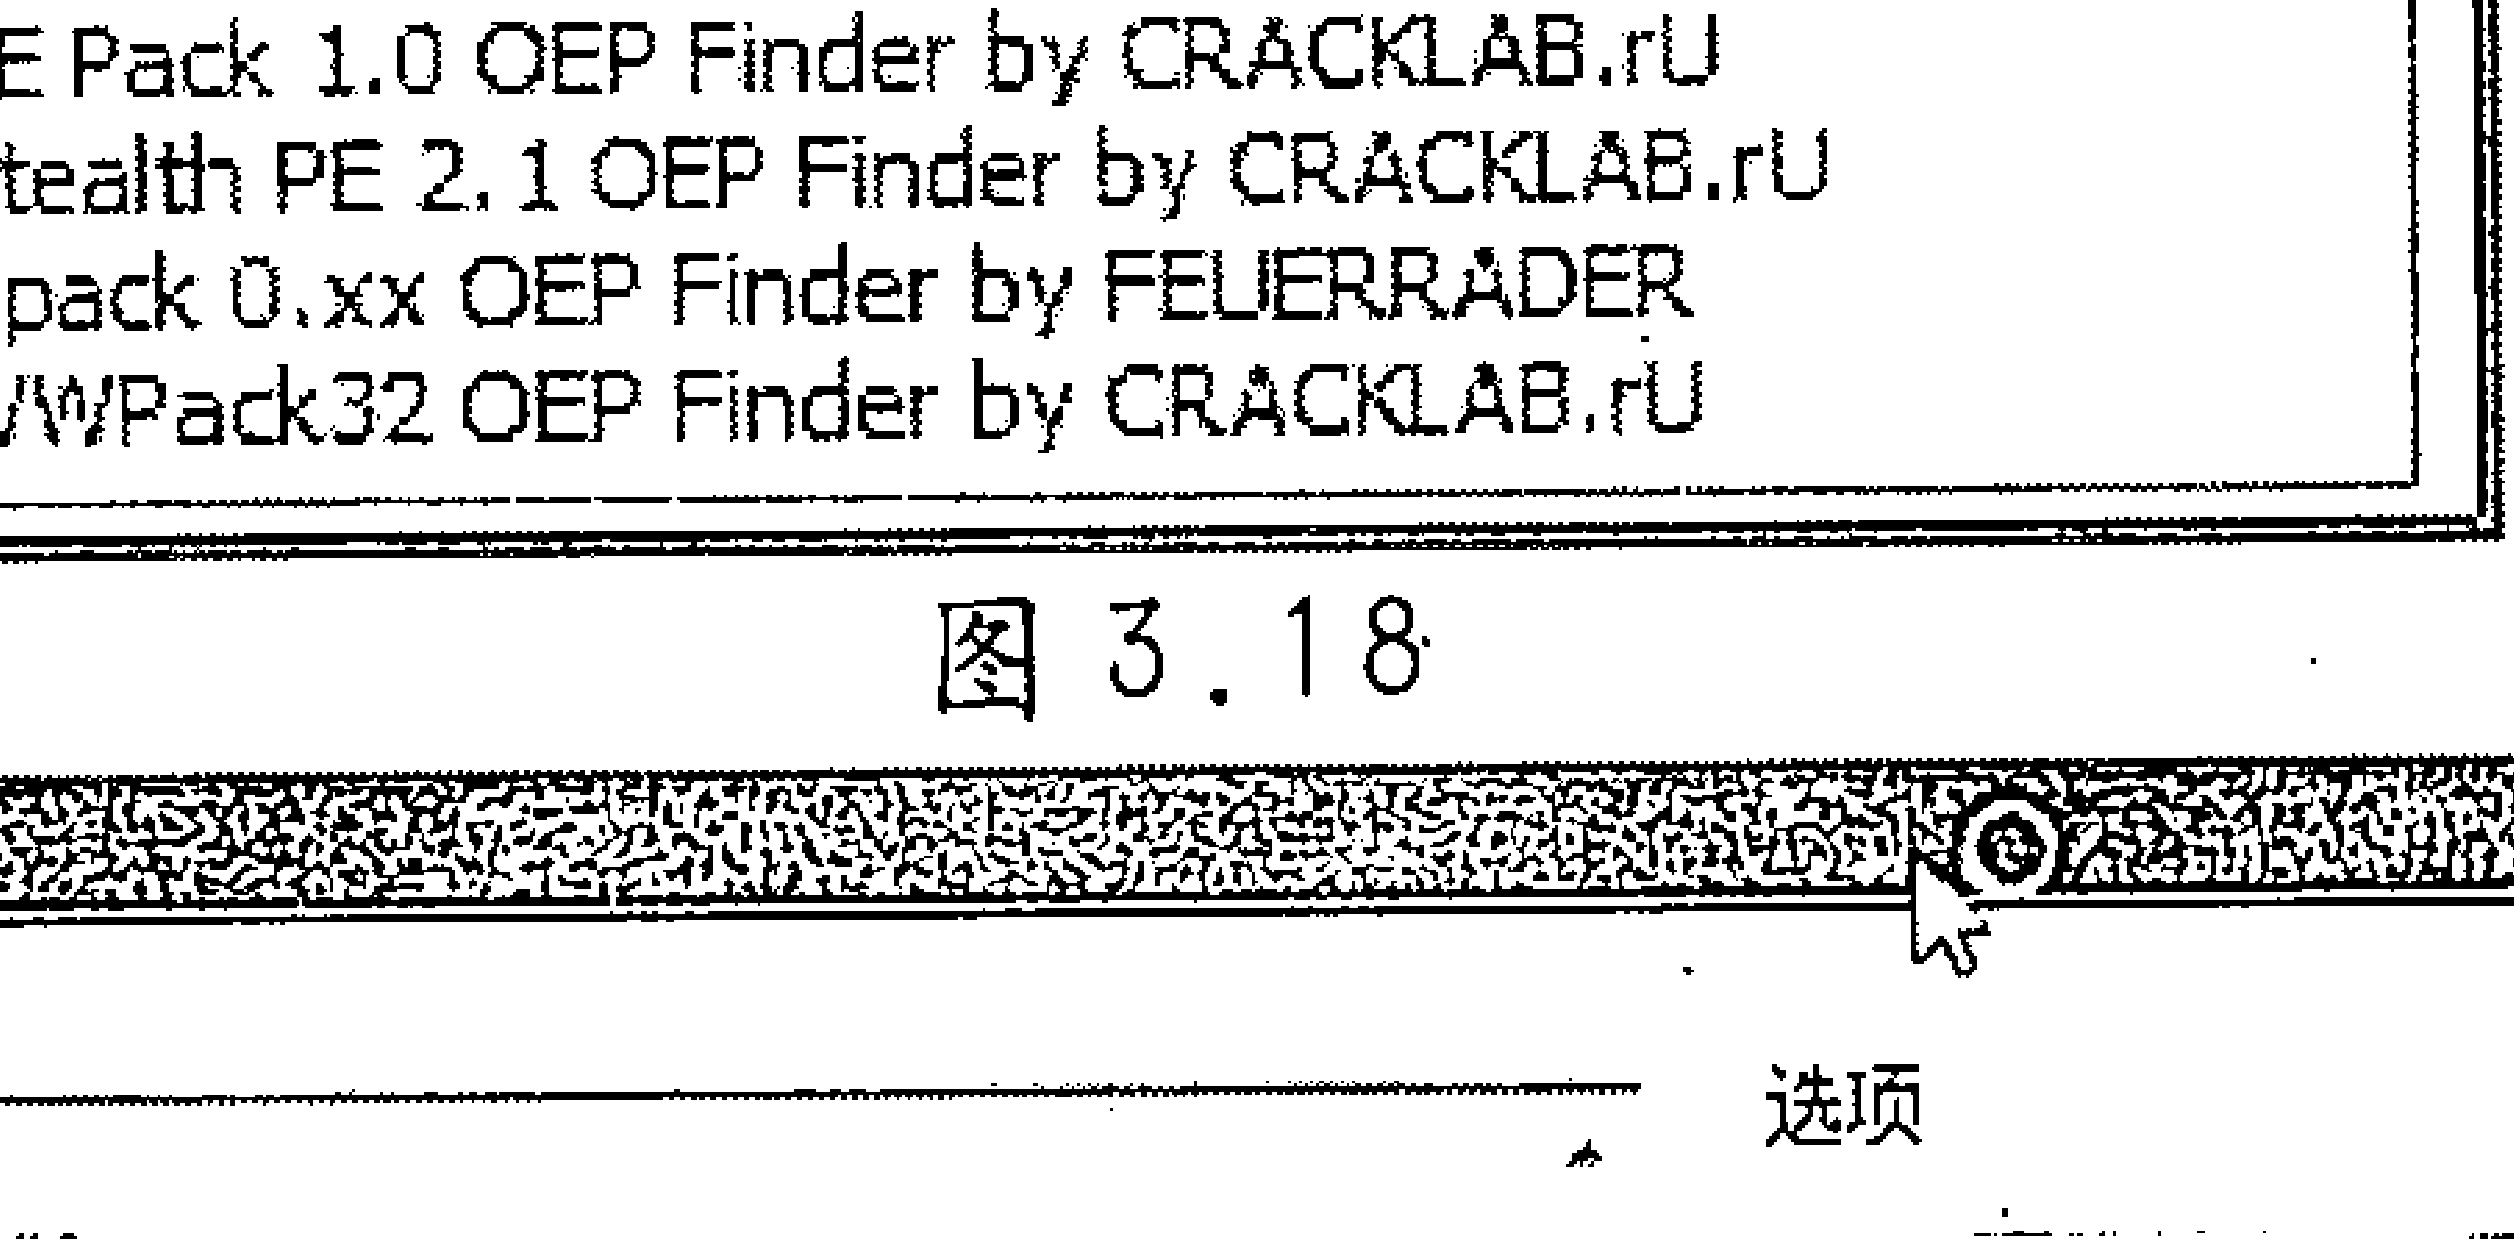 E Pack 1.0 OEP Finder by CRACKLAB.rU
tealth PE 2.1 OEP Finder by CRACKLAB.rU
pack 0.xx OEP Finder by FEUERRADER
WWPack32 OEP Finder by CRACKLAB.rU
图 3.18
选项